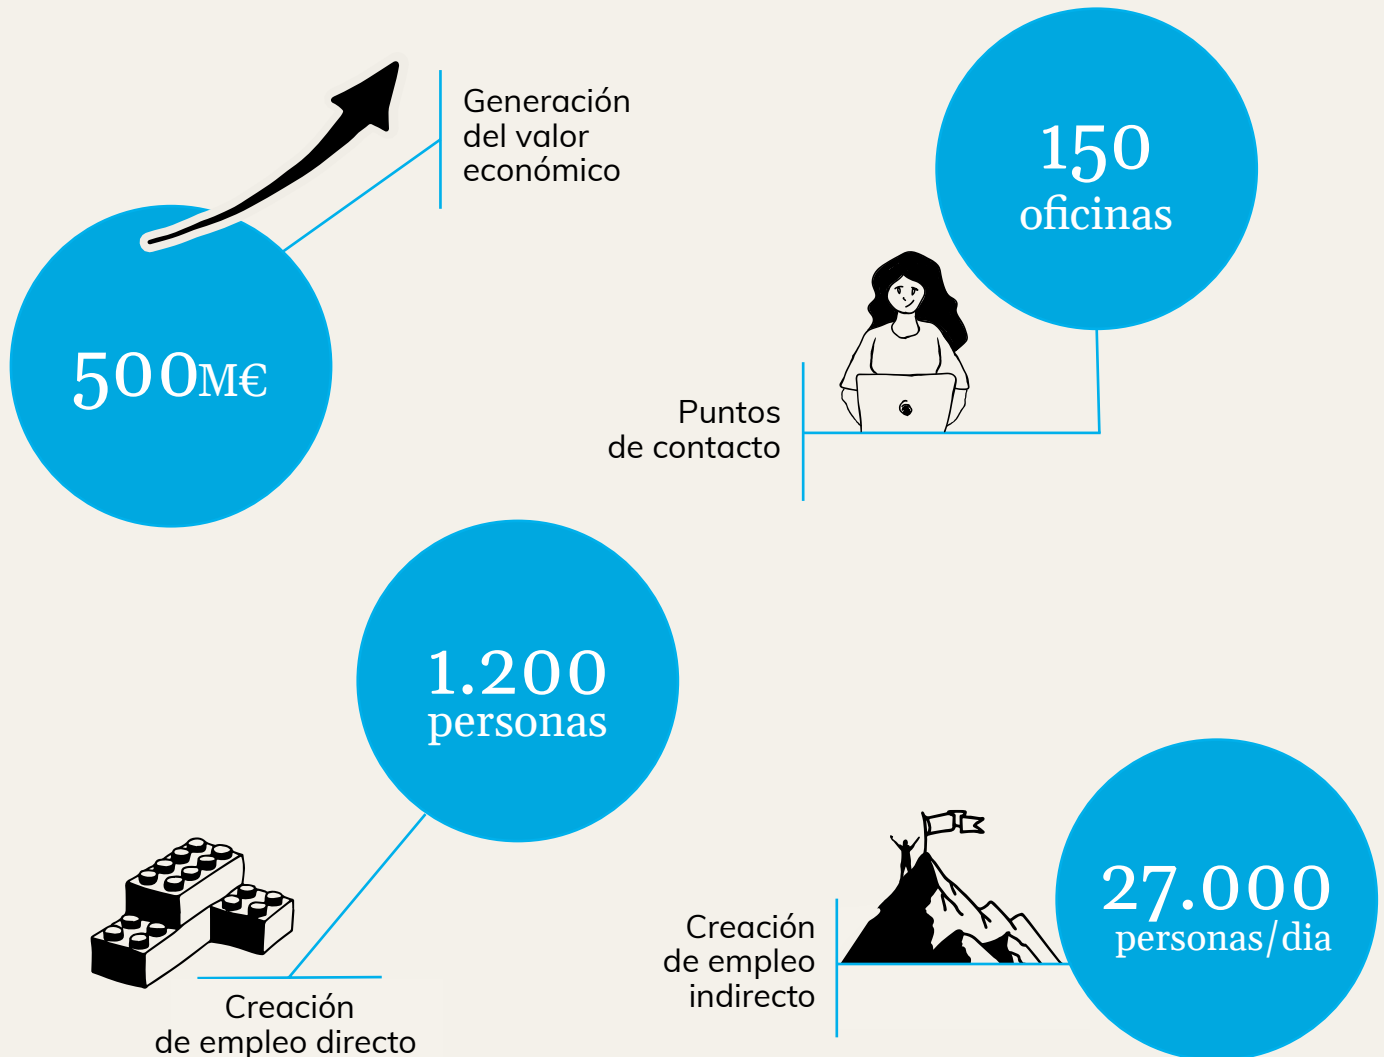 Generación
del valor
económico
500M€
150
oficinas
Puntos
de contacto
1.200
personas
Creación
de empleo directo
27.000
personas/dia
Creación
de empleo
indirecto